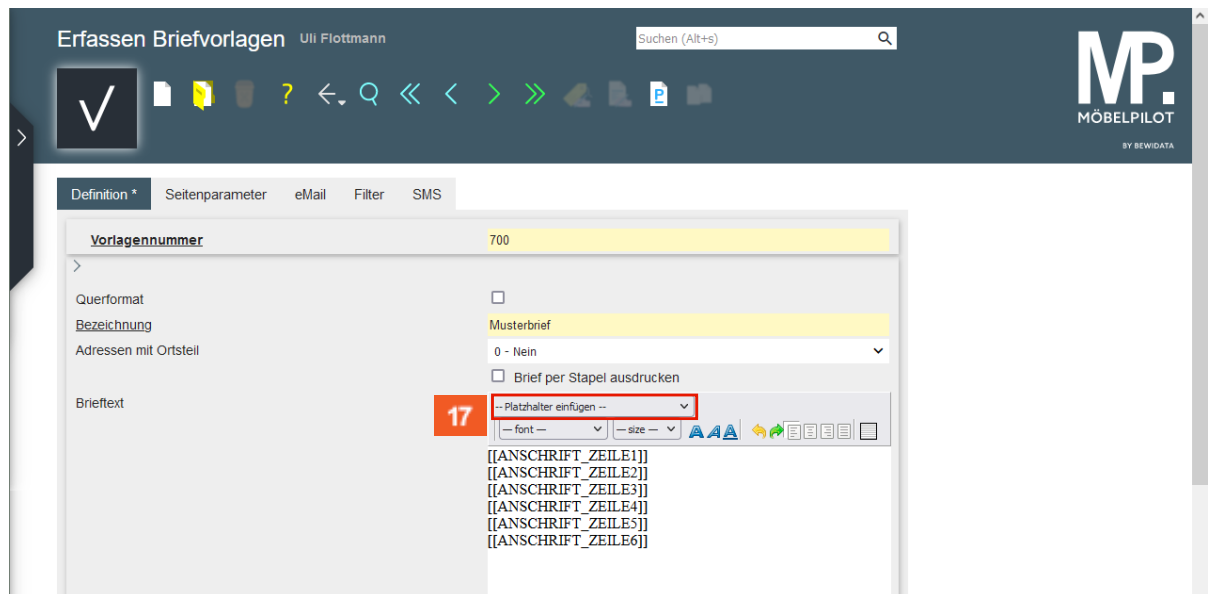 Erfassen Briefvorlagen Uli Flottmann
Suchen (Alt+s)
MP.
MÖBELPILOT
BY BEWIDATA
Definition * Seitenparameter eMail Filter SMS
Vorlagennummer 700
Querformat
Bezeichnung Musterbrief
Adressen mit Ortsteil 0 - Nein
Brief per Stapel ausdrucken
Brieftext 17 -- Platzhalter einfügen --
— font — — size — A A A
[[ANSCHRIFT_ZEILE1]]
[[ANSCHRIFT_ZEILE2]]
[[ANSCHRIFT_ZEILE3]]
[[ANSCHRIFT_ZEILE4]]
[[ANSCHRIFT_ZEILE5]]
[[ANSCHRIFT_ZEILE6]]